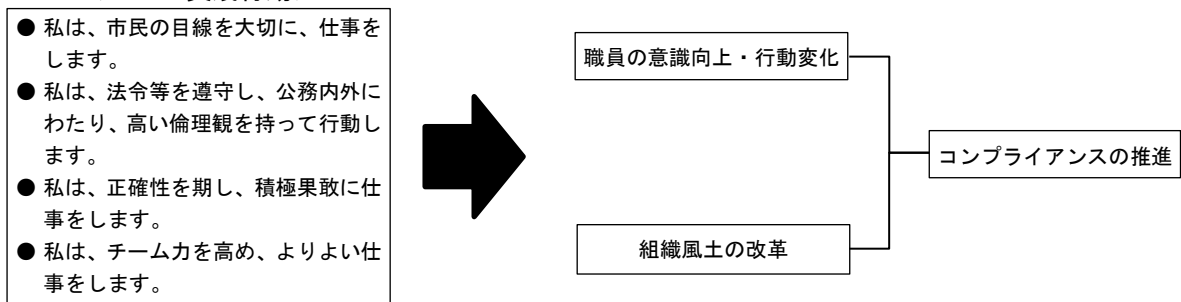 ● 私は、市民の目線を大切に、仕事を
します。
● 私は、法令等を遵守し、公務内外に
わたり、高い倫理観を持って行動し
ます。
● 私は、正確性を期し、積極果敢に仕
事をします。
● 私は、チーム力を高め、よりよい仕
事をします。
職員の意識向上・行動変化
コンプライアンスの推進
組織風土の改革